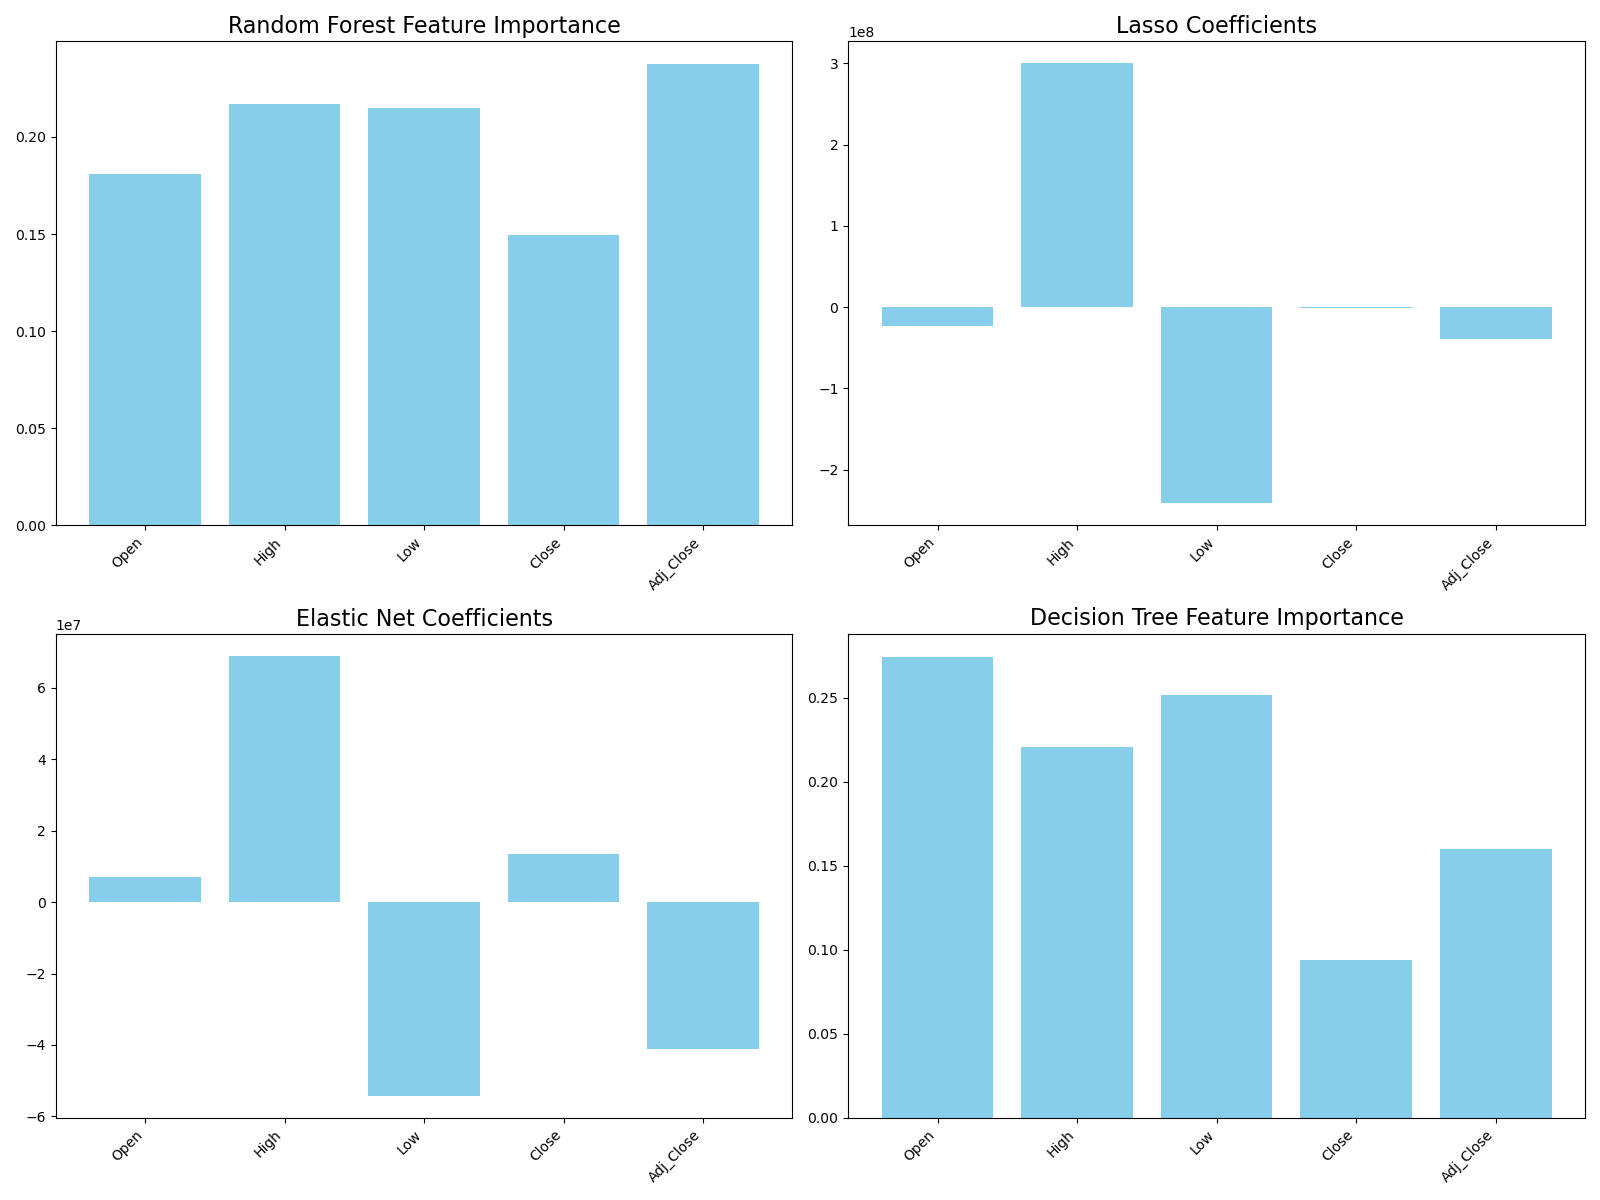 Random Forest Feature Importance
0.20
0.15
0.10
0.05
0.00
Open
High
Low
Close
Adj_Close
Lasso Coefficients
1e8
3
2
1
0
−1
−2
Open
High
Low
Close
Adj_Close
Elastic Net Coefficients
1e7
6
4
2
0
−2
−4
−6
Open
High
Low
Close
Adj_Close
Decision Tree Feature Importance
0.25
0.20
0.15
0.10
0.05
0.00
Open
High
Low
Close
Adj_Close